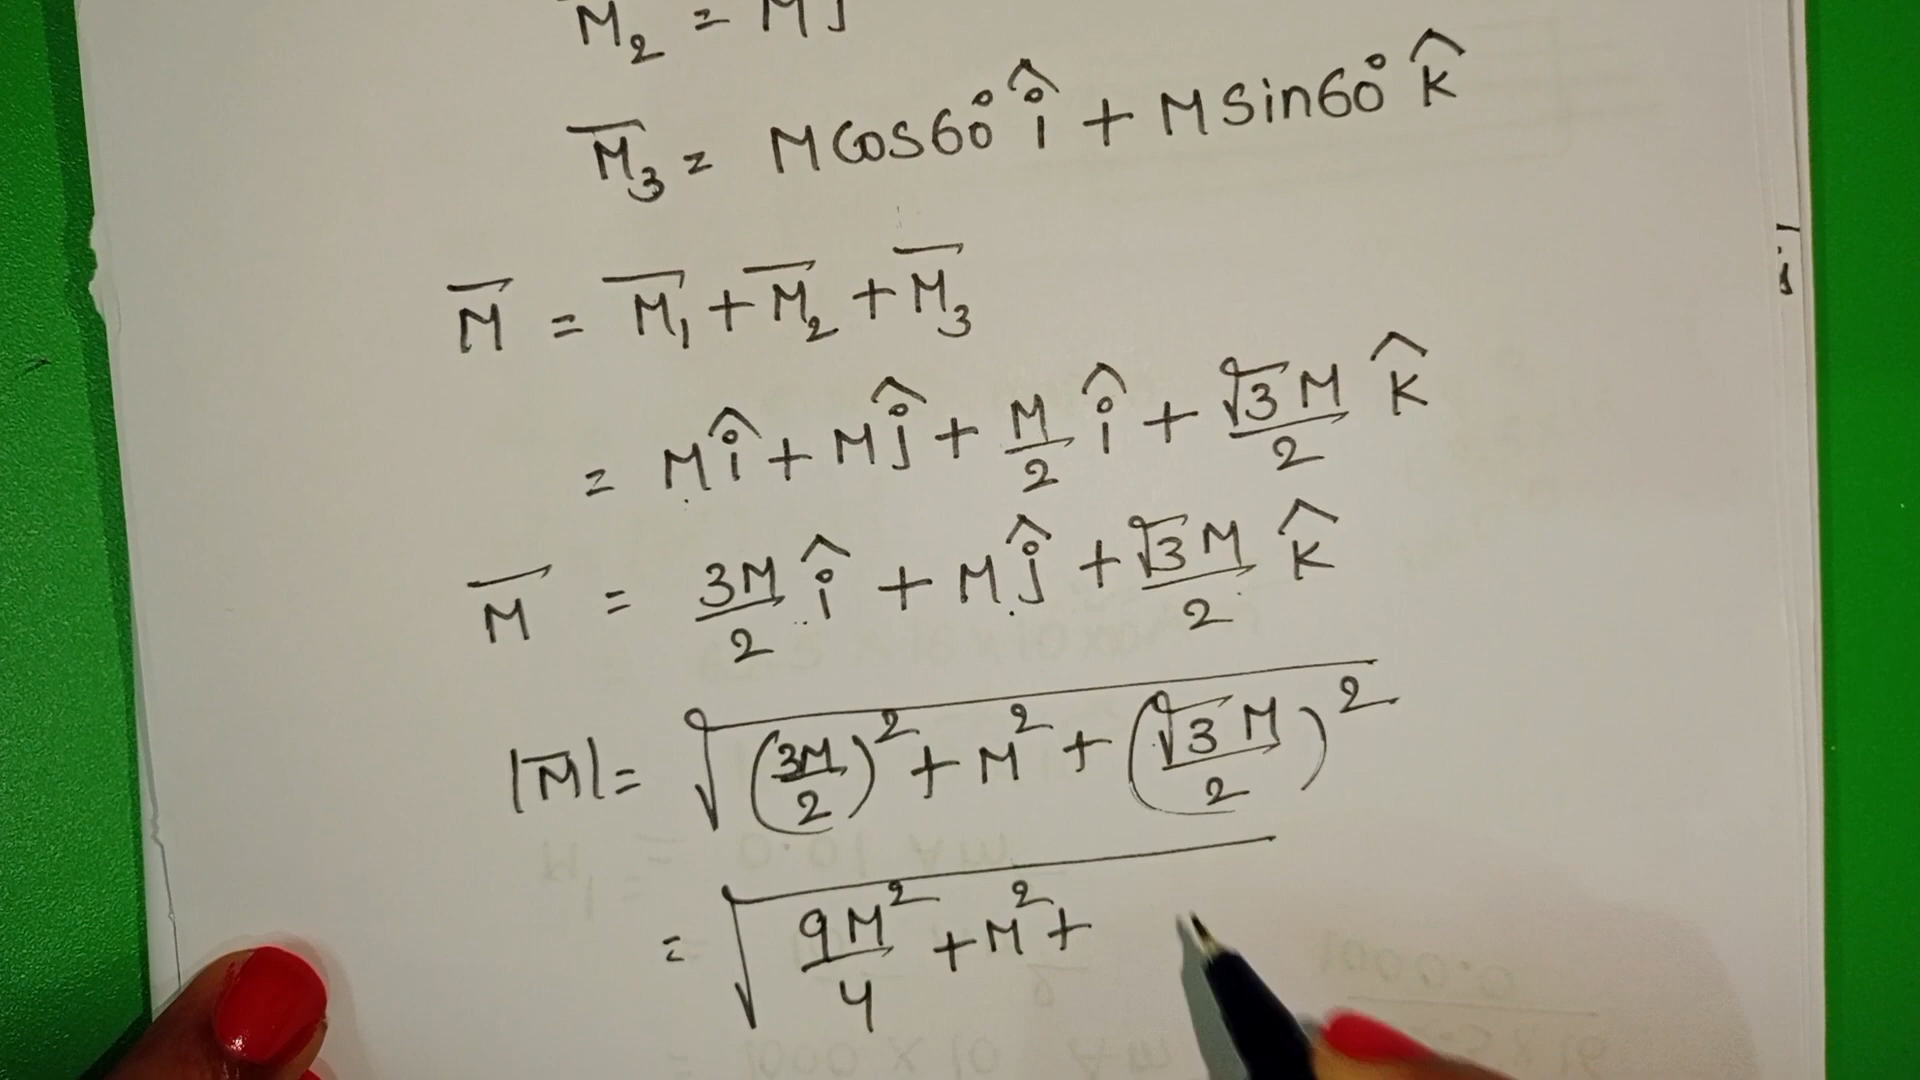 M̅₂ = Mĵ
M̅₃ = M Cos60° î + M Sin60° k̂
M̅ = M̅₁ + M̅₂ + M̅₃
= Mî + Mĵ + M/2 î + √3M/2 k̂
M̅ = 3M/2 î + Mĵ + √3M/2 k̂
|M̅| = √((3M/2)² + M² + (√3M/2)²)
= √(9M²/4 + M² +